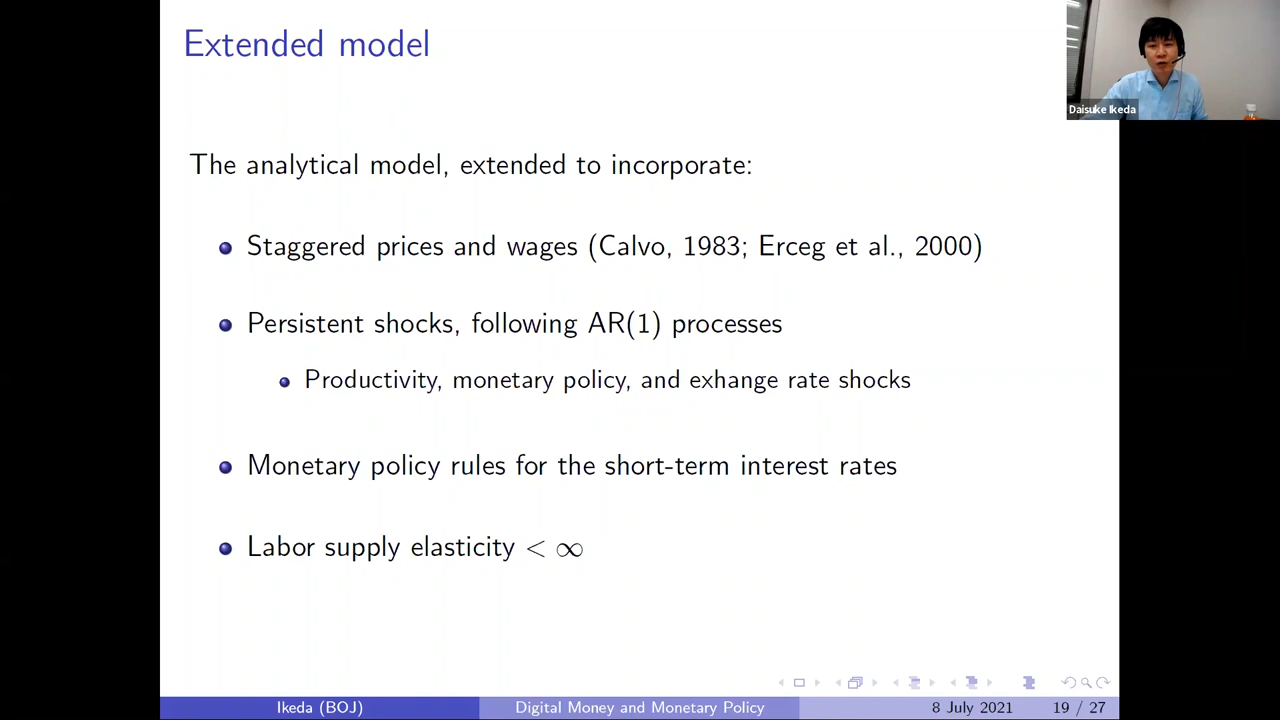 Extended model
Daisuke Ikeda
The analytical model, extended to incorporate:
Staggered prices and wages (Calvo, 1983; Erceg et al., 2000)
Persistent shocks, following AR(1) processes
Productivity, monetary policy, and exhange rate shocks
Monetary policy rules for the short-term interest rates
Labor supply elasticity < ∞
Ikeda (BOJ) Digital Money and Monetary Policy 8 July 2021 19 / 27